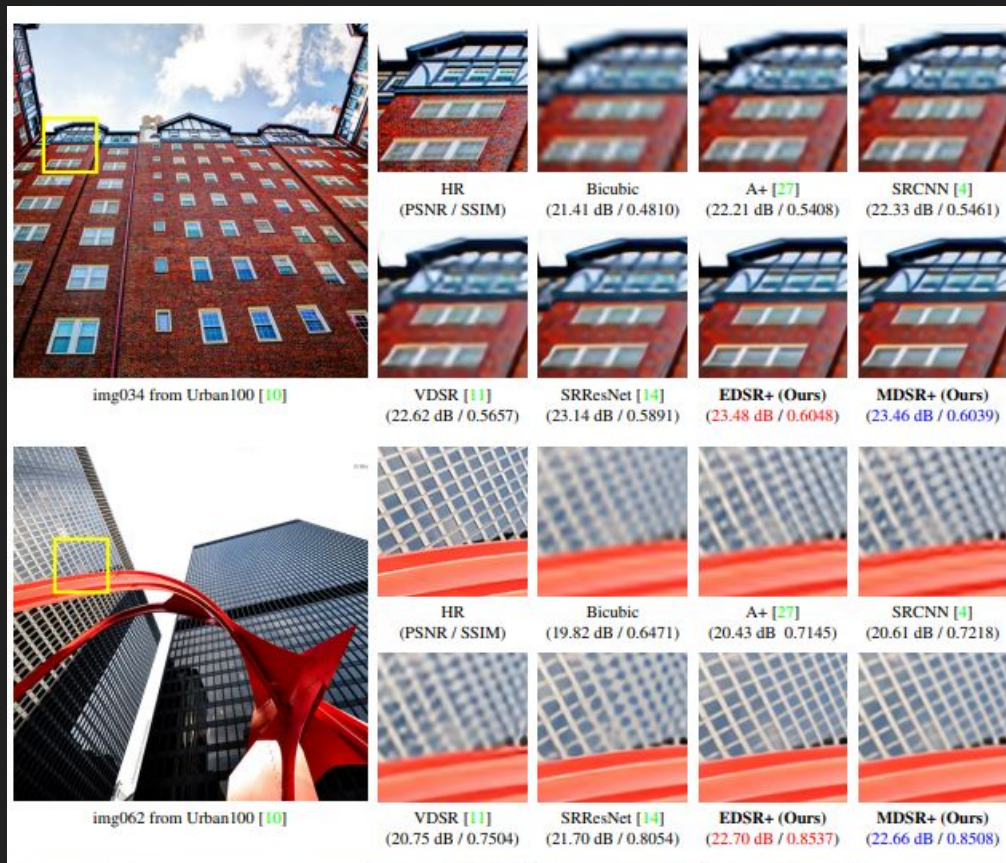 HR
Bicubic
A+ [27]
SRCNN [4]
(PSNR / SSIM)
(21.41 dB / 0.4810)
(22.21 dB / 0.5408)
(22.33 dB / 0.5461)
img034 from Urban100 [10]
VDSR [11]
SRResNet [14]
EDSR+ (Ours)
MDSR+ (Ours)
(22.62 dB / 0.5657)
(23.14 dB / 0.5891)
(23.48 dB / 0.6048)
(23.46 dB / 0.6039)
HR
Bicubic
A+ [27]
SRCNN [4]
(PSNR / SSIM)
(19.82 dB / 0.6471)
(20.43 dB 0.7145)
(20.61 dB / 0.7218)
img062 from Urban100 [10]
VDSR [11]
SRResNet [14]
EDSR+ (Ours)
MDSR+ (Ours)
(20.75 dB / 0.7504)
(21.70 dB / 0.8054)
(22.70 dB / 0.8537)
(22.66 dB / 0.8508)